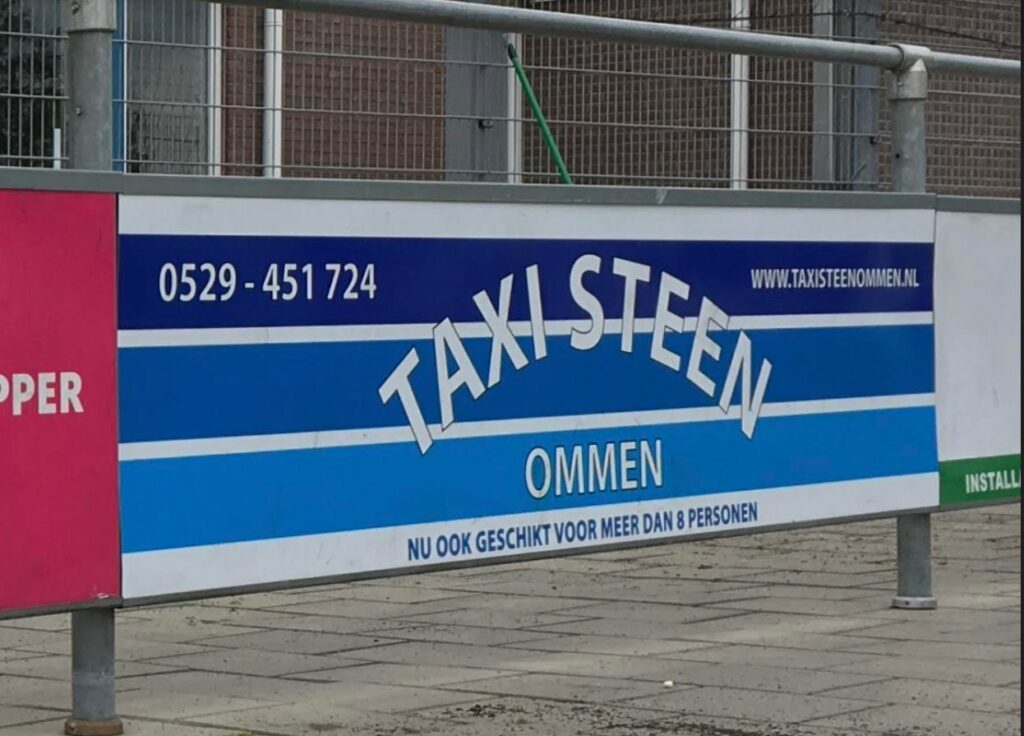 PPER
0529 - 451 724
WWW.TAXISTEENOMMEN.NL
TAXI STEEN
OMMEN
NU OOK GESCHIKT VOOR MEER DAN 8 PERSONEN
INSTALL